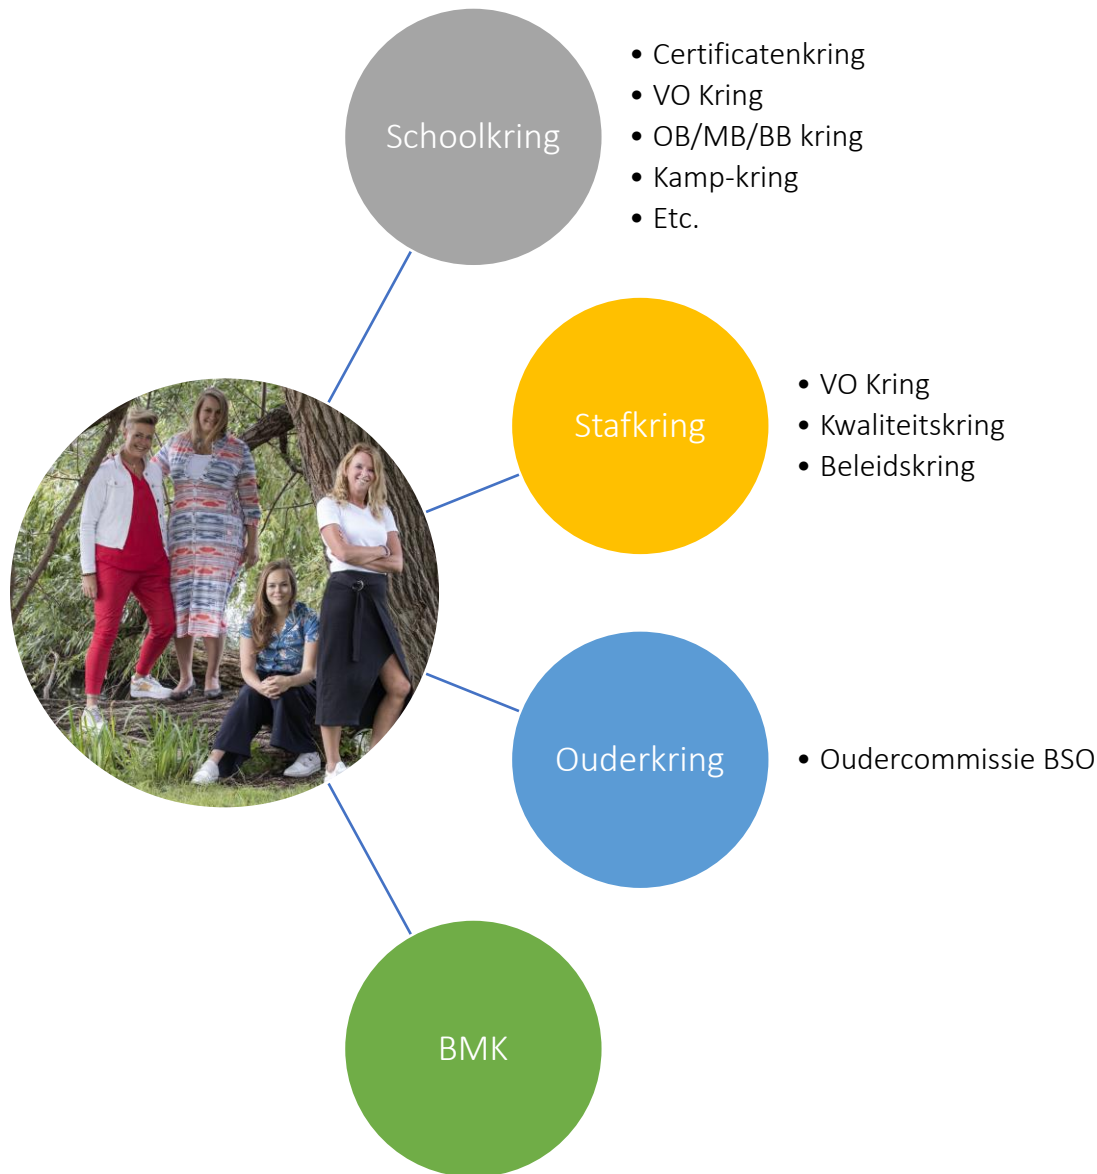 Schoolkring
• Certificatenkring
• VO Kring
• OB/MB/BB kring
• Kamp-kring
• Etc.
Stafkring
• VO Kring
• Kwaliteitskring
• Beleidskring
Ouderkring
• Oudercommissie BSO
BMK